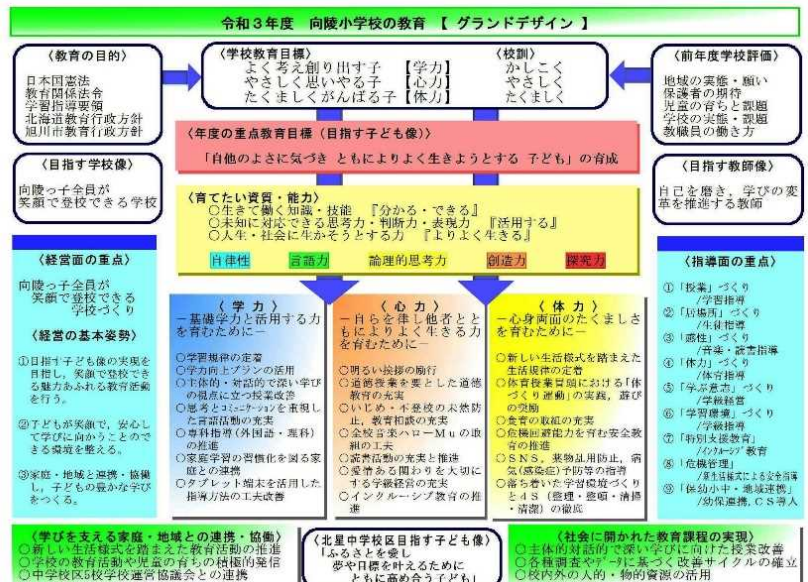 令和３年度　向陵小学校の教育 【 グランドデザイン 】
〈教育の目的〉
日本国憲法
教育関係法令
学習指導要領
北海道教育行政方針
旭川市教育行政方針
〈学校教育目標〉
よく考え創り出す子 【学力】
やさしく思いやる子 【心力】
たくましくがんばる子 【体力】
〈校訓〉
かしこく
やさしく
たくましく
〈前年度学校評価〉
地域の実態・願い
保護者の期待
児童の育ちと課題
学校の実態・課題
教職員の働き方
〈年度の重点教育目標（目指す子ども像）〉
「自他のよさに気づき ともによりよく生きようとする 子ども」の育成
〈目指す学校像〉
向陵っ子全員が
笑顔で登校できる学校
〈目指す教師像〉
自己を磨き，学びの変
革を推進する教師
〈育てたい資質・能力〉
○生きて働く知識・技能 『分かる・できる』
○未知に対応できる思考力・判断力・表現力 『活用する』
○人生・社会に生かそうとする力 『よりよく生きる』
自律性 言語力 論理的思考力 創造力 探究力
〈経営面の重点〉
向陵っ子全員が
笑顔で登校できる
学校づくり
〈経営の基本姿勢〉
①目指す子ども像の実現を
目指し，笑顔で登校でき
る魅力あふれる教育活動
を行う。
②子どもが笑顔で，安心し
て学びに向かうことので
きる環境を整える。
③家庭・地域と連携・協働
し，子どもの豊かな学び
をつくる。
〈 学 力 〉
－基礎学力と活用する力
を育むために－
○学習規律の定着
○学力向上プランの活用
○主体的・対話的で深い学び
の視点に立つ授業改善
○思考とコミュニケーションを重視し
た言語活動の充実
○専科指導（外国語・理科）
の推進
○家庭学習の習慣化を図る家
庭との連携
○タブレット端末を活用した
指導方法の工夫改善
〈 心 力 〉
－自らを律し他者とと
もによりよく生きる力
を育むために－
○明るい挨拶の励行
○道徳授業を要とした道徳
教育の充実
○いじめ・不登校の未然防
止，教育相談の充実
○全校音楽ハローＭｕの取
組の工夫
○読書活動の充実と推進
○愛情ある関わりを大切に
する学級経営の充実
○インクルーシブ教育の推
進
〈 体 力 〉
－心身両面のたくましさ
を育むために－
○新しい生活様式を踏まえた
生活規律の定着
○体育授業冒頭における「体
づくり運動」の実践，遊び
の奨励
○食育の取組の充実
○危機回避能力を育む安全教
育の推進
○ＳＮＳ，薬物乱用防止，病
気(感染症)予防等の指導
○落ち着いた学習環境づくり
と４Ｓ（整理・整頓・清掃
・清潔）の徹底
〈指導面の重点〉
①「授業」づくり
/学習指導
②「居場所」づくり
/生徒指導
③「感性」づくり
/音楽・読書指導
④「体力」づくり
/体育指導
⑤「学ぶ意志」づくり
/学級経営
⑥「学習環境」づくり
/学級指導
⑦「特別支援教育」
/インクルーシブ教育
⑧「危機管理」
/新生活様式による安全指導
⑨「保幼小中・地域連携」
/幼保連携,ＣＳ導入
〈学びを支える家庭・地域との連携・協働〉
○新しい生活様式を踏まえた教育活動の推進
○学校の教育活動や児童の育ちの積極的発信
○中学校区５校学校運営協議会との連携
〈北星中学校区目指す子ども像〉
「ふるさとを愛し
夢や目標を叶えるために
ともに高め合う子ども」
〈社会に開かれた教育課程の実現〉
○主体的対話的で深い学びに向けた授業改善
○各種調査やデータに基づく改善サイクルの確立
○校内外の人的・物的資源の活用